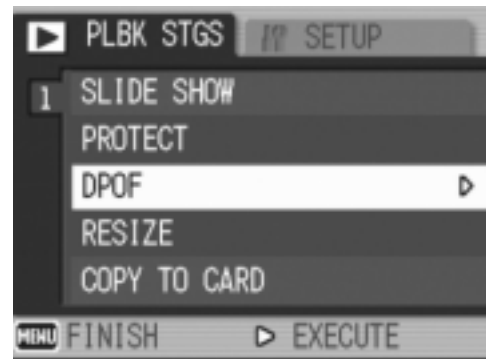 PLBK STGS SETUP
1 SLIDE SHOW
PROTECT
DPOF
RESIZE
COPY TO CARD
MENU FINISH EXECUTE